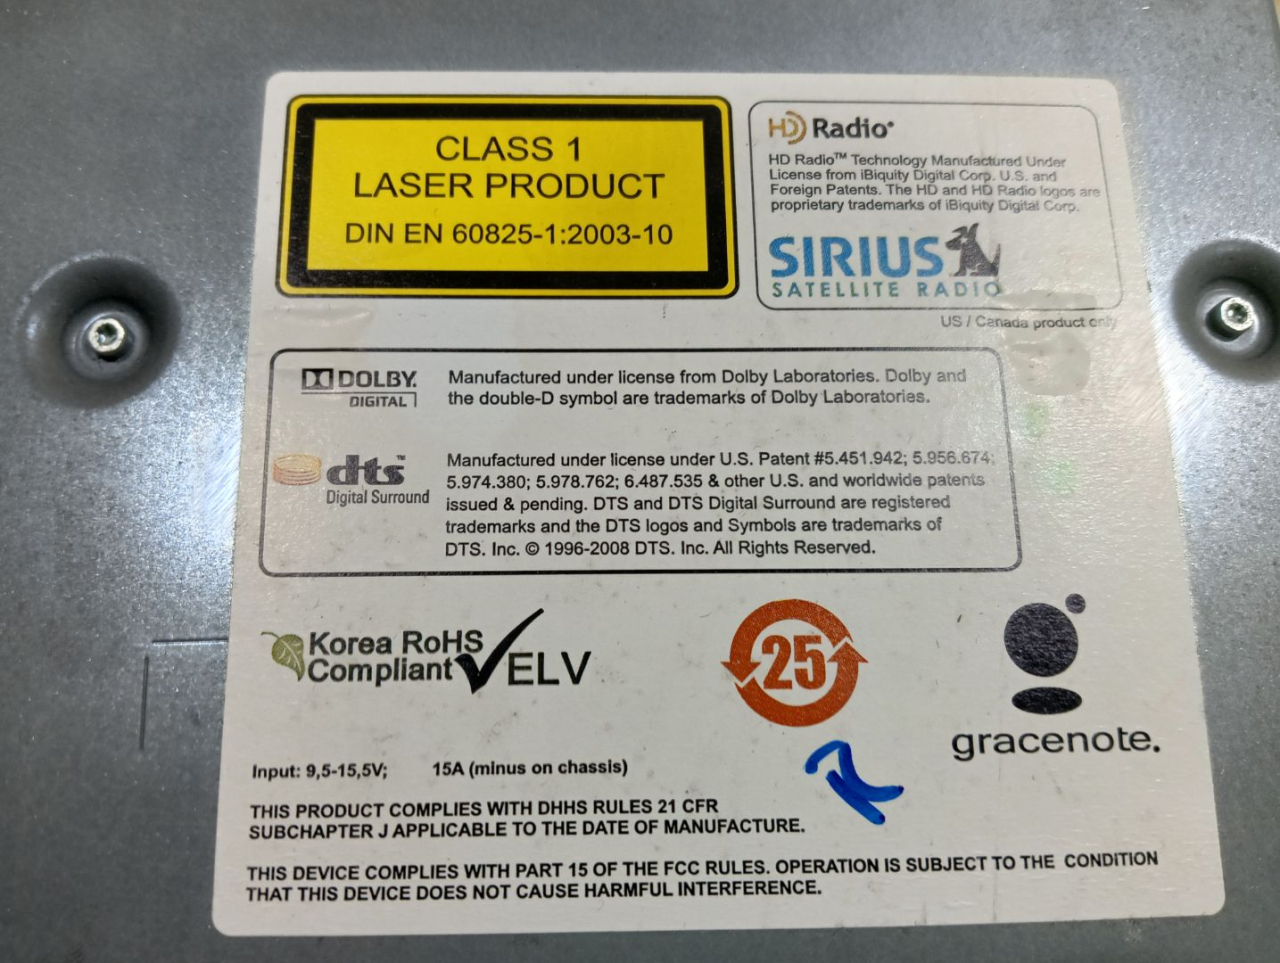 CLASS 1
LASER PRODUCT
DIN EN 60825-1:2003-10
HD Radio
HD Radio™ Technology Manufactured Under
License from iBiquity Digital Corp. U.S. and
Foreign Patents. The HD and HD Radio logos are
proprietary trademarks of iBiquity Digital Corp.
SIRIUS
SATELLITE RADIO
US / Canada product only
DOLBY.
DIGITAL
Manufactured under license from Dolby Laboratories. Dolby and
the double-D symbol are trademarks of Dolby Laboratories.
dts™
Digital Surround
Manufactured under license under U.S. Patent #5.451.942; 5.956.674;
5.974.380; 5.978.762; 6.487.535 & other U.S. and worldwide patents
issued & pending. DTS and DTS Digital Surround are registered
trademarks and the DTS logos and Symbols are trademarks of
DTS. Inc. © 1996-2008 DTS. Inc. All Rights Reserved.
Korea RoHS
Compliant
ELV
25
gracenote.
Input: 9,5-15,5V; 15A (minus on chassis)
THIS PRODUCT COMPLIES WITH DHHS RULES 21 CFR
SUBCHAPTER J APPLICABLE TO THE DATE OF MANUFACTURE.
THIS DEVICE COMPLIES WITH PART 15 OF THE FCC RULES. OPERATION IS SUBJECT TO THE CONDITION
THAT THIS DEVICE DOES NOT CAUSE HARMFUL INTERFERENCE.